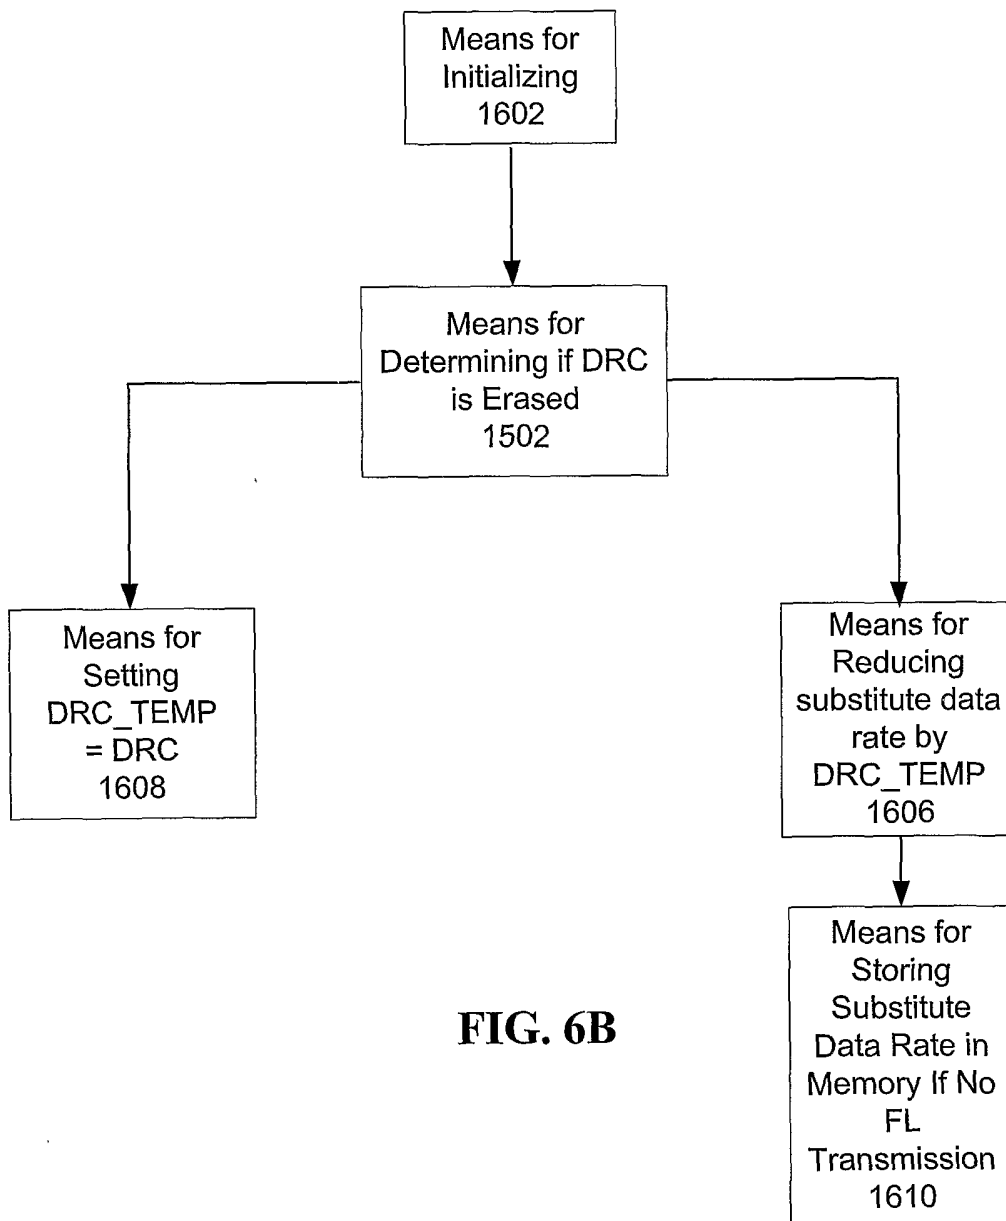 Means for
Initializing
1602
Means for
Determining if DRC
is Erased
1502
Means for
Setting
DRC_TEMP
= DRC
1608
Means for
Reducing
substitute data
rate by
DRC_TEMP
1606
Means for
Storing
Substitute
Data Rate in
Memory If No
FL
Transmission
1610
FIG. 6B